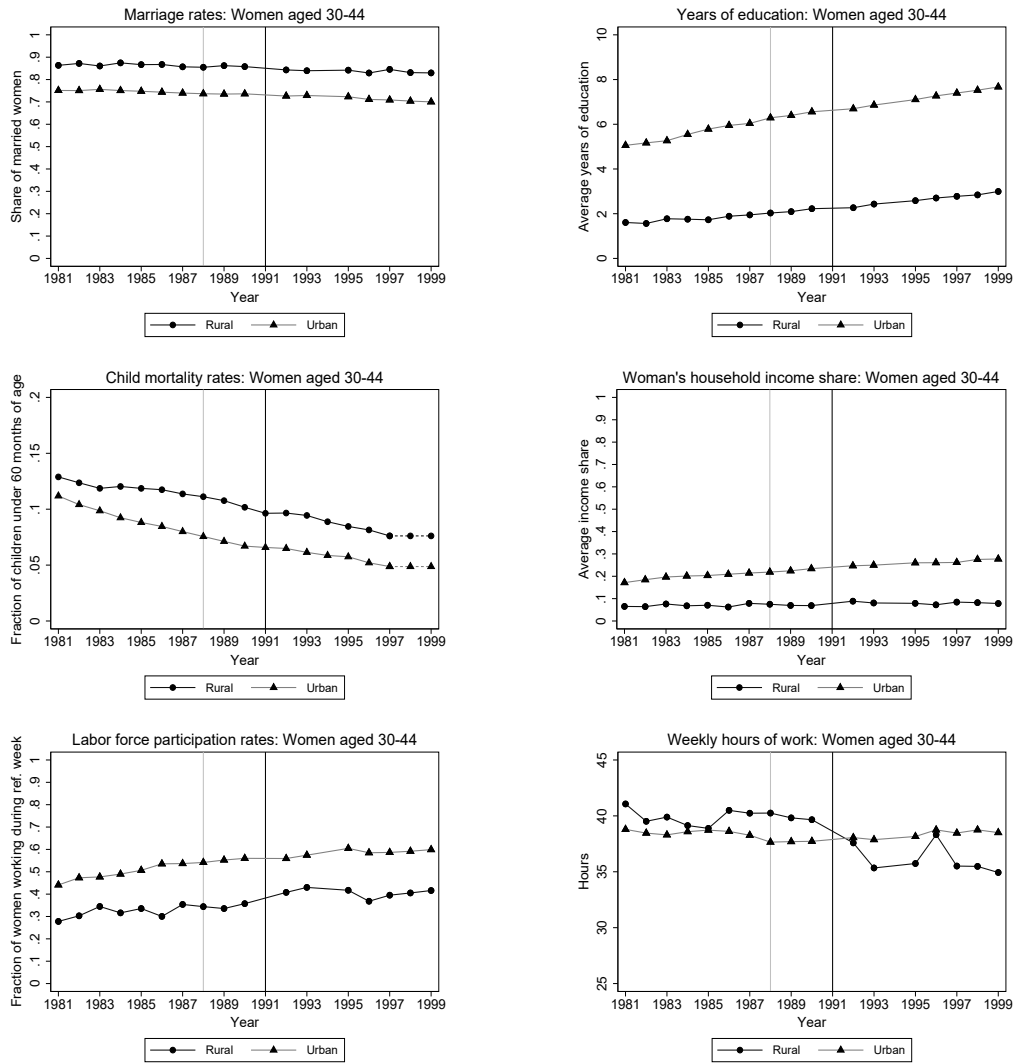 Marriage rates: Women aged 30-44
Share of married women
0 .1 .2 .3 .4 .5 .6 .7 .8 .9 1
1981 1983 1985 1987 1989 1991 1993 1995 1997 1999
Year
Rural Urban
Years of education: Women aged 30-44
Average years of education
0 2 4 6 8 10
1981 1983 1985 1987 1989 1991 1993 1995 1997 1999
Year
Rural Urban
Child mortality rates: Women aged 30-44
Fraction of children under 60 months of age
0 .05 .1 .15 .2
1981 1983 1985 1987 1989 1991 1993 1995 1997 1999
Year
Rural Urban
Woman's household income share: Women aged 30-44
Average income share
0 .1 .2 .3 .4 .5 .6 .7 .8 .9 1
1981 1983 1985 1987 1989 1991 1993 1995 1997 1999
Year
Rural Urban
Labor force participation rates: Women aged 30-44
Fraction of women working during ref. week
0 .1 .2 .3 .4 .5 .6 .7 .8 .9 1
1981 1983 1985 1987 1989 1991 1993 1995 1997 1999
Year
Rural Urban
Weekly hours of work: Women aged 30-44
Hours
25 30 35 40 45
1981 1983 1985 1987 1989 1991 1993 1995 1997 1999
Year
Rural Urban